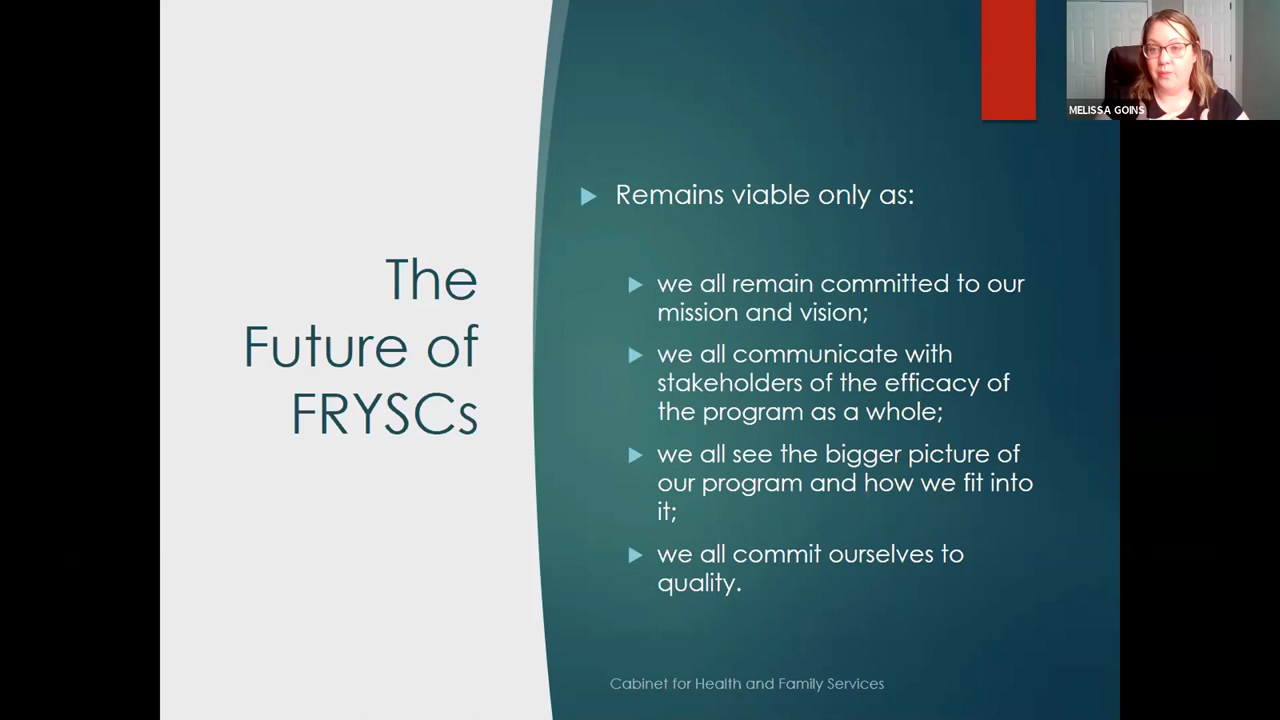 MELISSA GOINS
The
Future of
FRYSCs
Remains viable only as:
we all remain committed to our
mission and vision;
we all communicate with
stakeholders of the efficacy of
the program as a whole;
we all see the bigger picture of
our program and how we fit into
it;
we all commit ourselves to
quality.
Cabinet for Health and Family Services